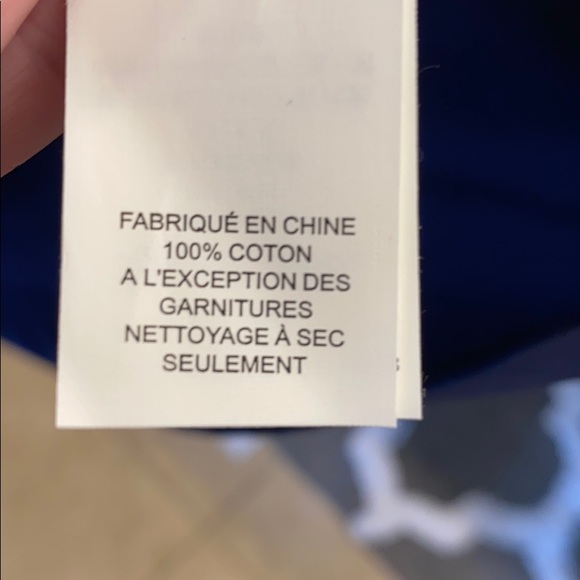 FABRIQUÉ EN CHINE
100% COTON
A L'EXCEPTION DES
GARNITURES
NETTOYAGE À SEC
SEULEMENT